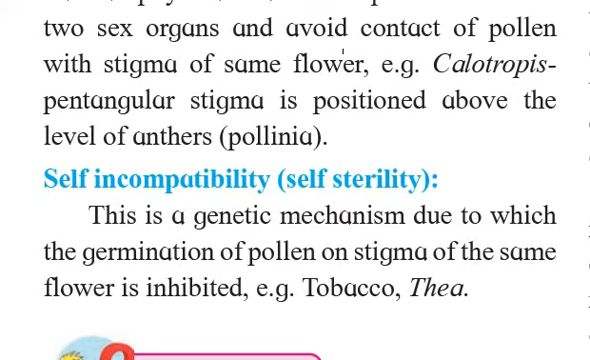 two sex organs and avoid contact of pollen
with stigma of same flower, e.g. Calotropis-
pentangular stigma is positioned above the
level of anthers (pollinia).
Self incompatibility (self sterility):
This is a genetic mechanism due to which
the germination of pollen on stigma of the same
flower is inhibited, e.g. Tobacco, Thea.